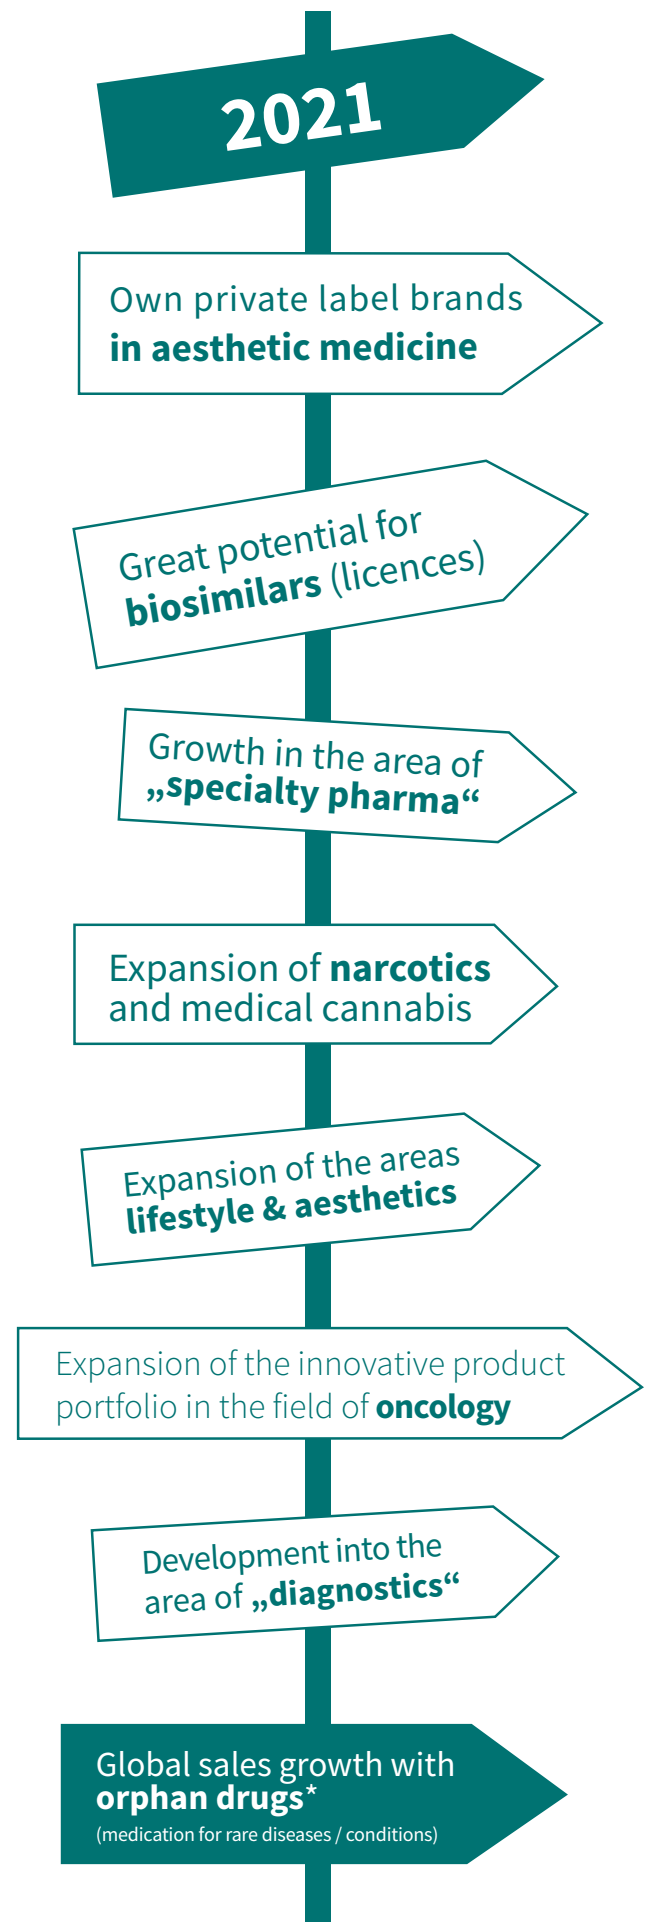 2021
Own private label brands
in aesthetic medicine
Great potential for
biosimilars (licences)
Growth in the area of
„specialty pharma“
Expansion of narcotics
and medical cannabis
Expansion of the areas
lifestyle & aesthetics
Expansion of the innovative product
portfolio in the field of oncology
Development into the
area of „diagnostics“
Global sales growth with
orphan drugs*
(medication for rare diseases / conditions)